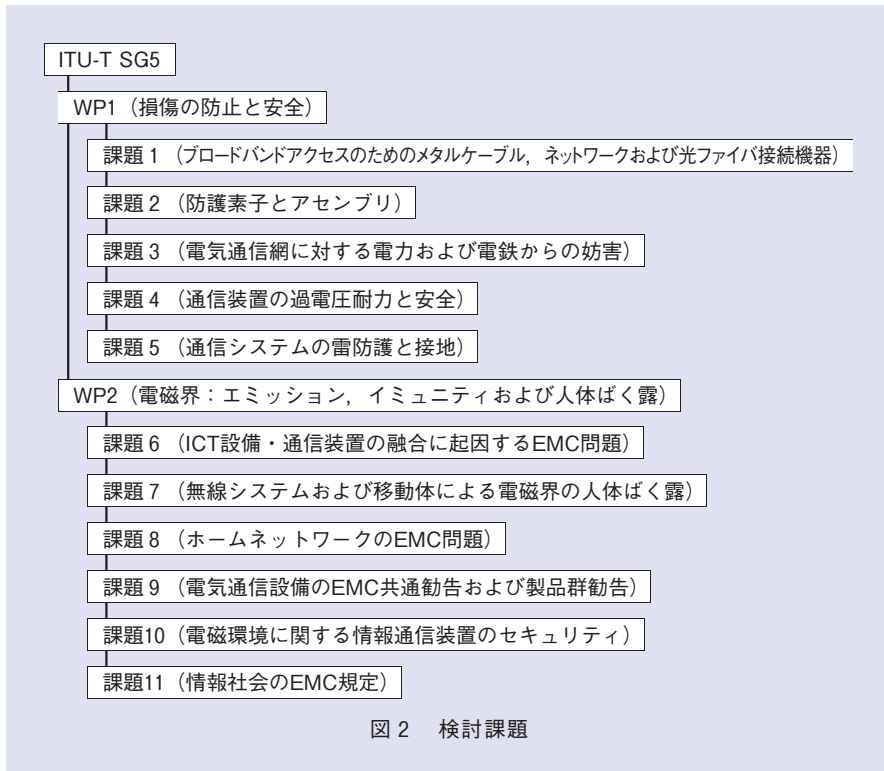 ITU-T SG5
WP1（損傷の防止と安全）
課題1（ブロードバンドアクセスのためのメタルケーブル，ネットワークおよび光ファイバ接続機器）
課題2（防護素子とアセンブリ）
課題3（電気通信網に対する電力および電鉄からの妨害）
課題4（通信装置の過電圧耐力と安全）
課題5（通信システムの雷防護と接地）
WP2（電磁界：エミッション，イミュニティおよび人体ばく露）
課題6（ICT設備・通信装置の融合に起因するEMC問題）
課題7（無線システムおよび移動体による電磁界の人体ばく露）
課題8（ホームネットワークのEMC問題）
課題9（電気通信設備のEMC共通勧告および製品群勧告）
課題10（電磁環境に関する情報通信装置のセキュリティ）
課題11（情報社会のEMC規定）
図2　検討課題